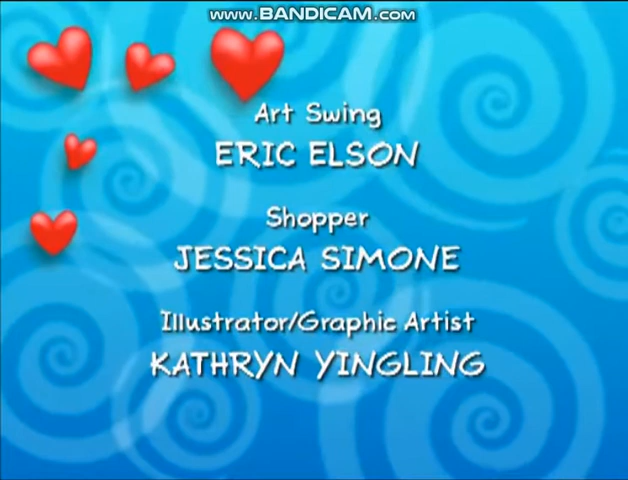 www.BANDICAM.com
Art Swing
ERIC ELSON
Shopper
JESSICA SIMONE
Illustrator/Graphic Artist
KATHRYN YINGLING